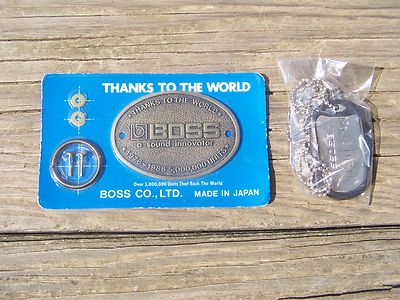 THANKS TO THE WORLD
THANKS TO THE WORLD
BOSS
a sound innovator
1977-1988 5,000,000 UNITS
Over 5,000,000 Units That Rock The World
BOSS CO., LTD. MADE IN JAPAN